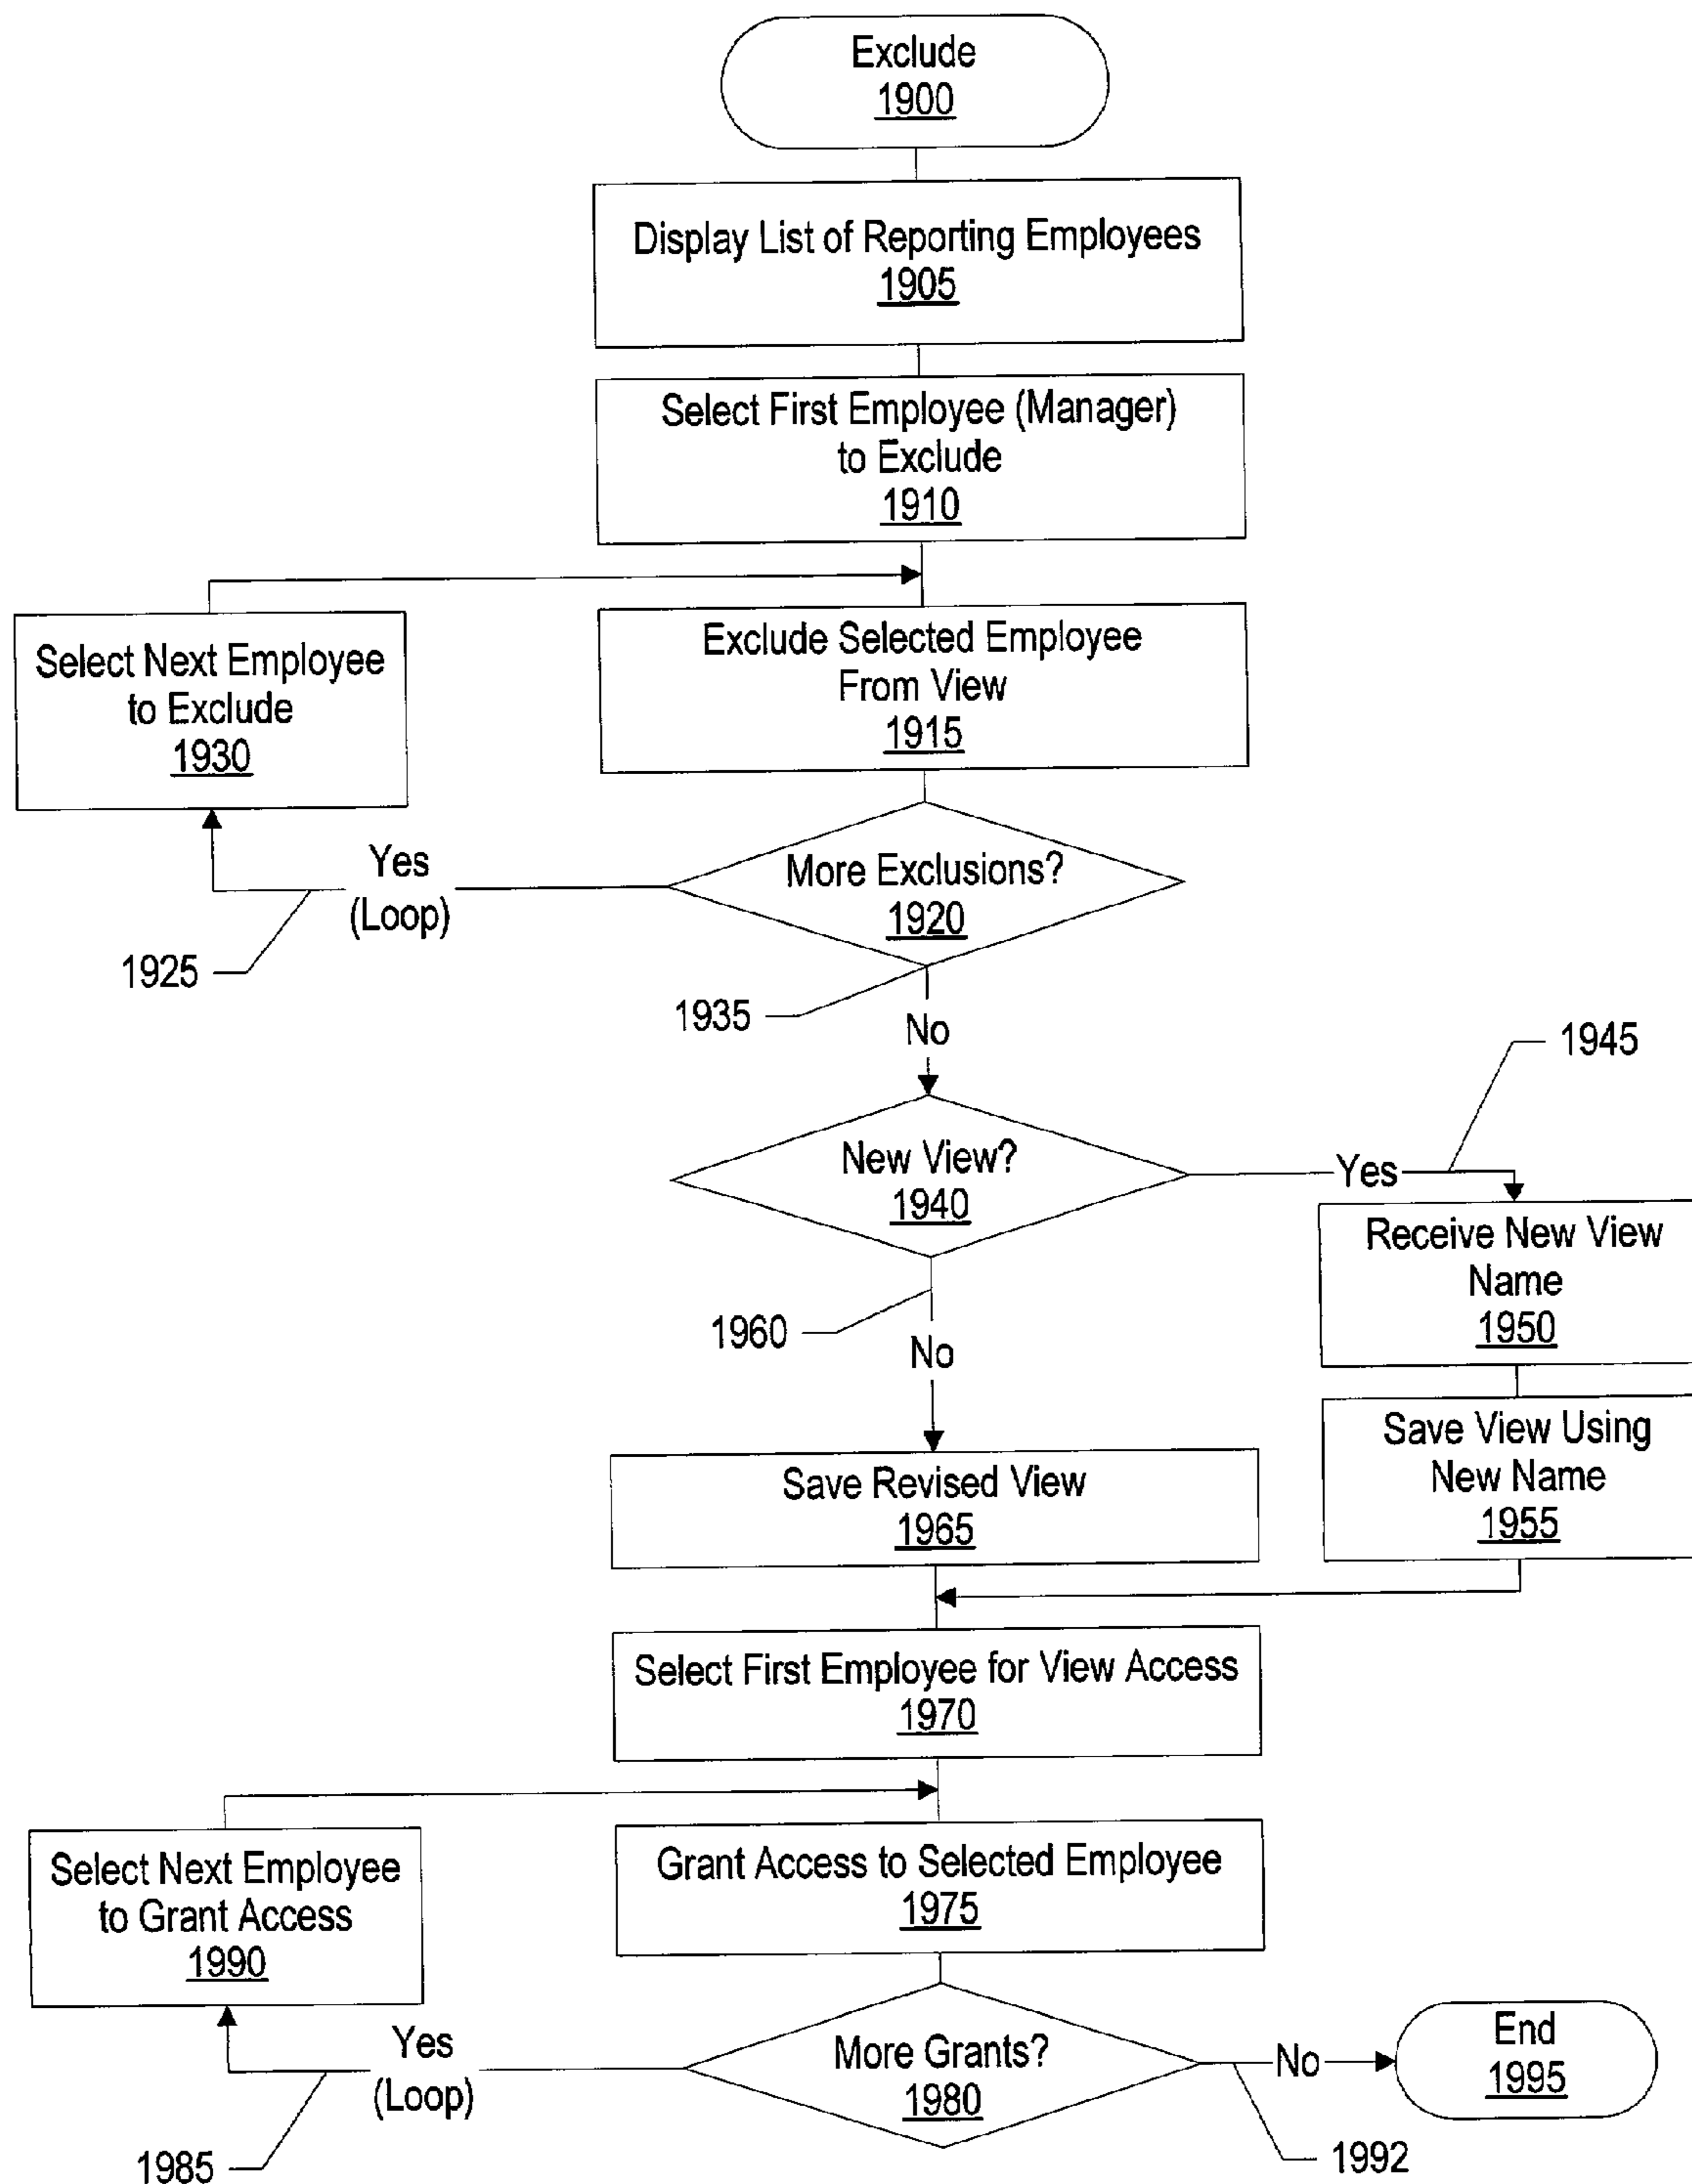 Exclude
1900
Display List of Reporting Employees
1905
Select First Employee (Manager)
to Exclude
1910
Select Next Employee
to Exclude
1930
Exclude Selected Employee
From View
1915
More Exclusions?
1920
Yes
(Loop)
1925
1935
No
1945
New View?
1940
Yes
Receive New View
Name
1950
1960
No
Save View Using
New Name
1955
Save Revised View
1965
Select First Employee for View Access
1970
Select Next Employee
to Grant Access
1990
Grant Access to Selected Employee
1975
More Grants?
1980
Yes
(Loop)
1985
No
1992
End
1995